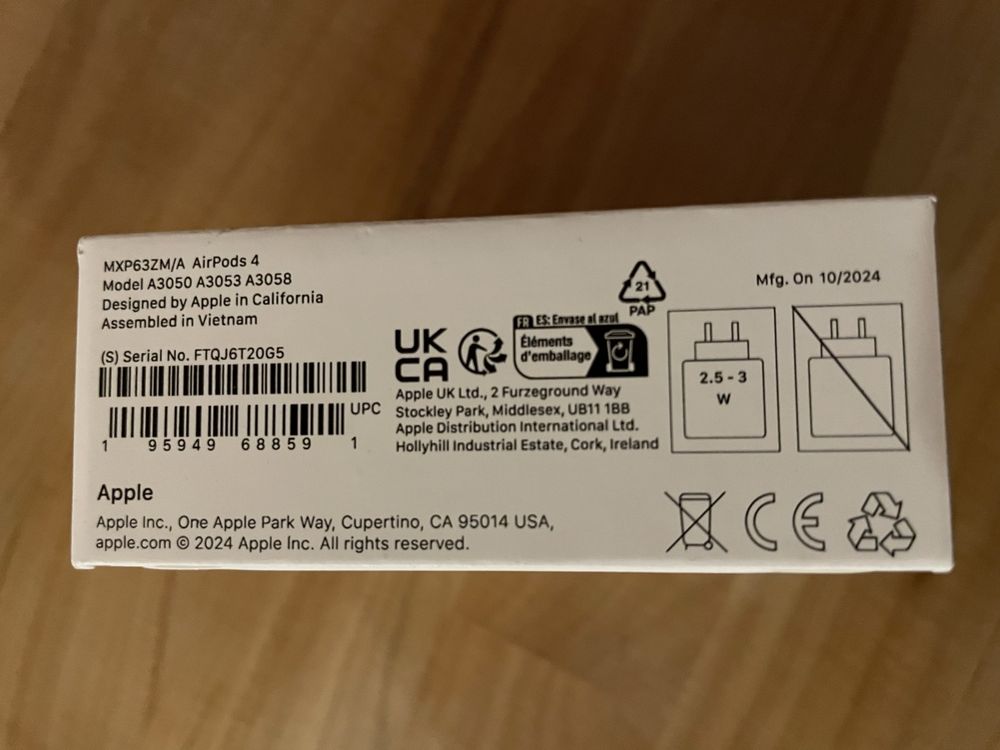 MXP63ZM/A AirPods 4
Model A3050 A3053 A3058
Designed by Apple in California
Assembled in Vietnam
(S) Serial No. FTQJ6T20G5
UPC
1 95949 68859 1
Apple
Apple Inc., One Apple Park Way, Cupertino, CA 95014 USA,
apple.com © 2024 Apple Inc. All rights reserved.
UK
CA
FR ES: Envase al azul
Éléments
d'emballage
21
PAP
Apple UK Ltd., 2 Furzeground Way
Stockley Park, Middlesex, UB11 1BB
Apple Distribution International Ltd.
Hollyhill Industrial Estate, Cork, Ireland
Mfg. On 10/2024
2.5 - 3
W
CE